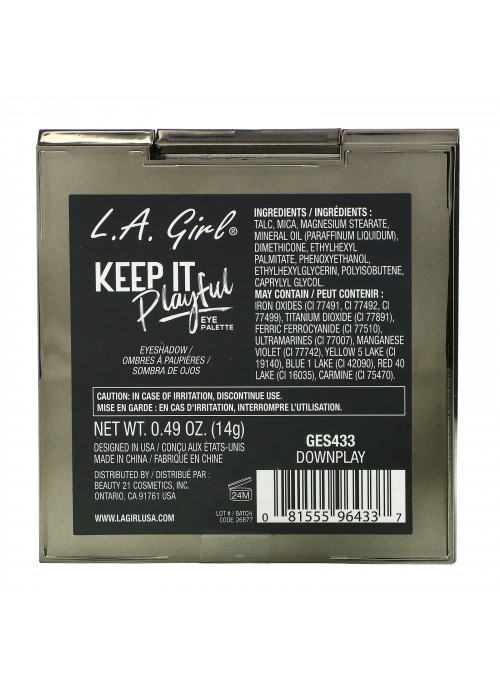 L.A. Girl®
KEEP IT
Playful
EYE
PALETTE
EYESHADOW /
OMBRES À PAUPIÈRES /
SOMBRA DE OJOS
INGREDIENTS / INGRÉDIENTS :
TALC, MICA, MAGNESIUM STEARATE,
MINERAL OIL (PARAFFINUM LIQUIDUM),
DIMETHICONE, ETHYLHEXYL
PALMITATE, PHENOXYETHANOL,
ETHYLHEXYLGLYCERIN, POLYISOBUTENE,
CAPRYLYL GLYCOL.
MAY CONTAIN / PEUT CONTENIR :
IRON OXIDES (CI 77491, CI 77492, CI
77499), TITANIUM DIOXIDE (CI 77891),
FERRIC FERROCYANIDE (CI 77510),
ULTRAMARINES (CI 77007), MANGANESE
VIOLET (CI 77742), YELLOW 5 LAKE (CI
19140), BLUE 1 LAKE (CI 42090), RED 40
LAKE (CI 16035), CARMINE (CI 75470).
CAUTION: IN CASE OF IRRITATION, DISCONTINUE USE.
MISE EN GARDE : EN CAS D'IRRITATION, INTERROMPRE L'UTILISATION.
NET WT. 0.49 OZ. (14g)
DESIGNED IN USA / CONÇU AUX ÉTATS-UNIS
MADE IN CHINA / FABRIQUÉ EN CHINE
DISTRIBUTED BY / DISTRIBUÉ PAR :
BEAUTY 21 COSMETICS, INC.
ONTARIO, CA 91761 USA
WWW.LAGIRLUSA.COM
24M
LOT # / BATCH
CODE 26877
GES433
DOWNPLAY
0 81555 96433 7